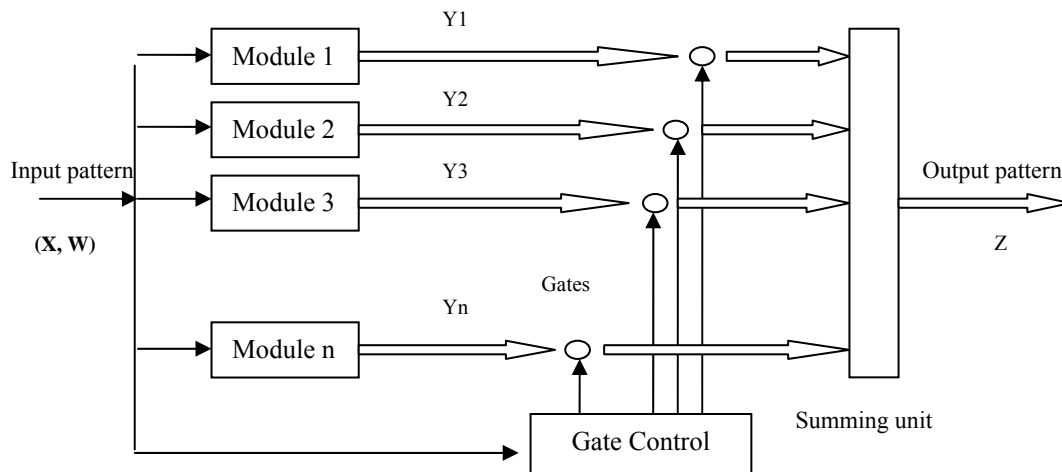 Y1
Module 1
Y2
Module 2
Input pattern
Y3
Output pattern
Module 3
(X, W)
Z
Gates
Yn
Module n
Summing unit
Gate Control